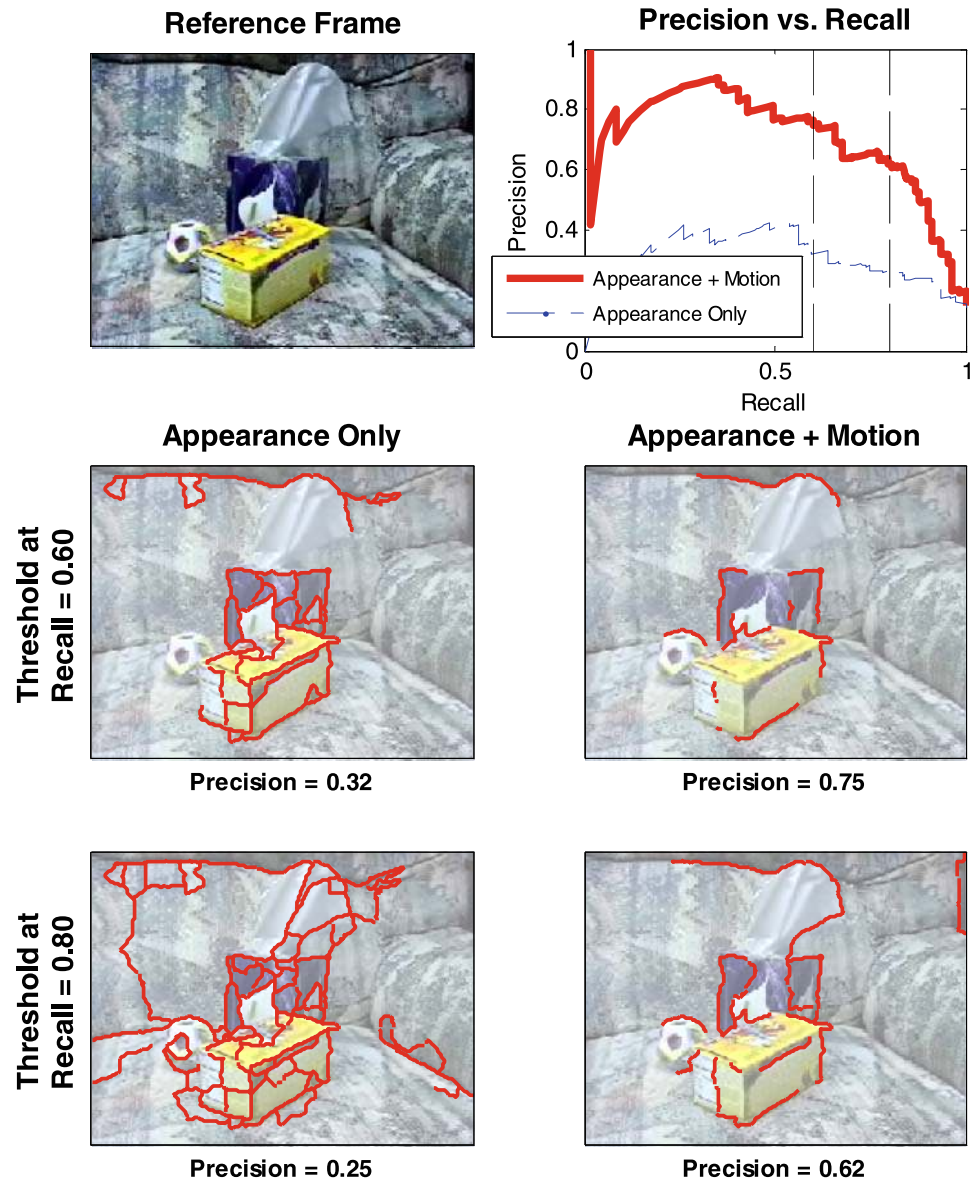 Reference Frame
Precision vs. Recall
1
0.8
0.6
0.4
0
Precision
Appearance + Motion
Appearance Only
0
0.5
1
Recall
Appearance Only
Appearance + Motion
Threshold at
Recall = 0.60
Precision = 0.32
Precision = 0.75
Threshold at
Recall = 0.80
Precision = 0.25
Precision = 0.62